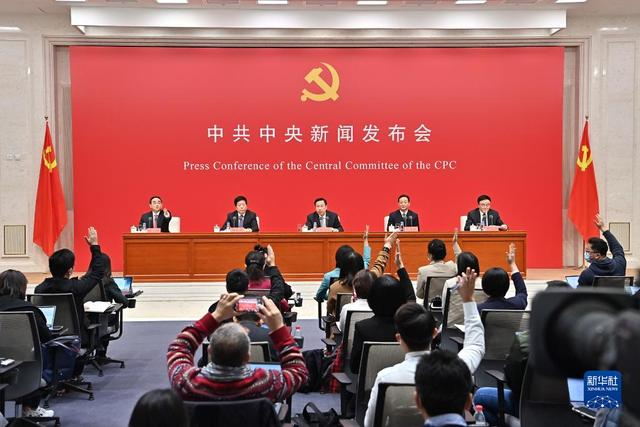 中共中央新闻发布会
Press Conference of the Central Committee of the CPC
新华社